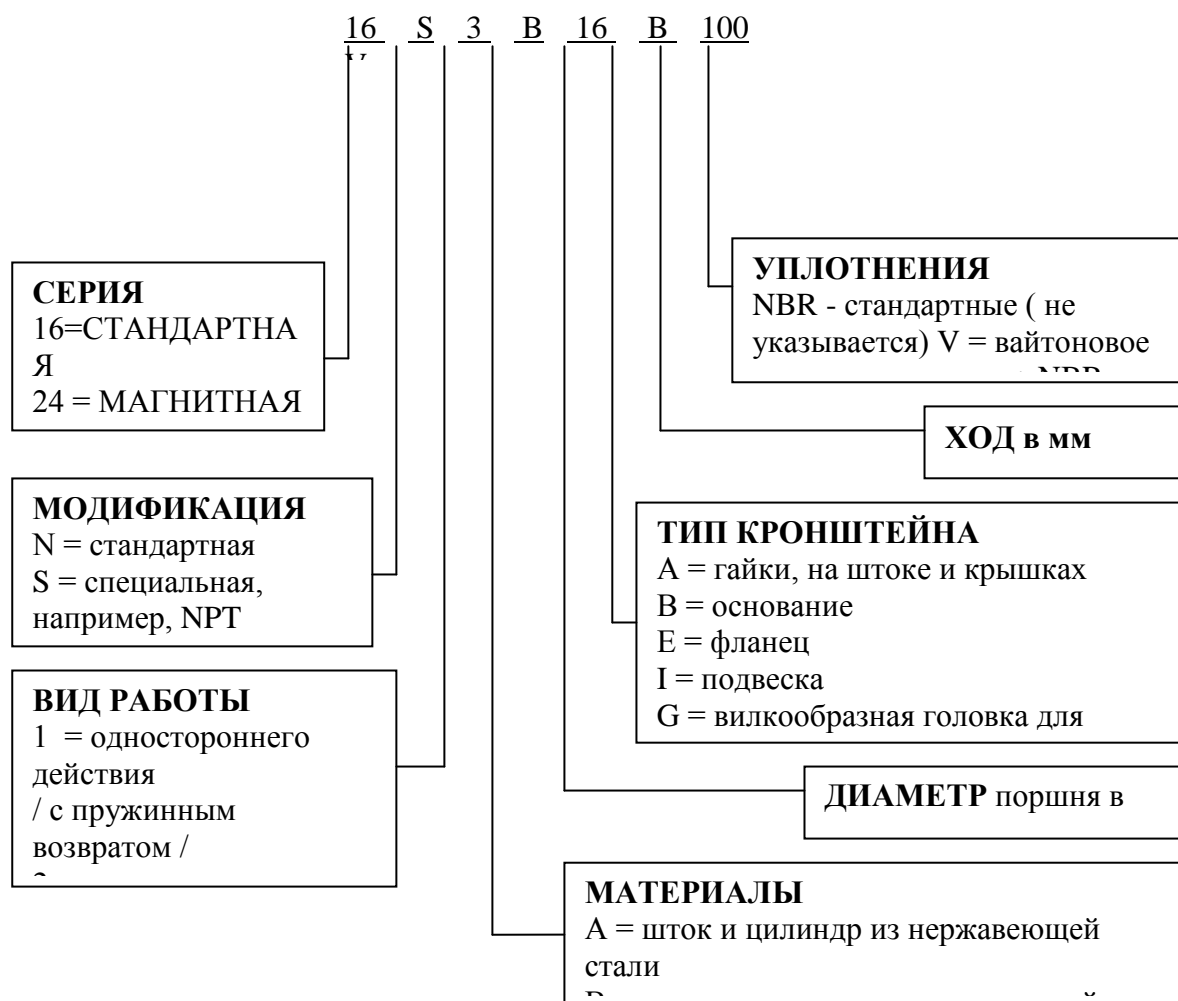 16 S 3 B 16 B 100
СЕРИЯ
16=СТАНДАРТНА
Я
24 = МАГНИТНАЯ
МОДИФИКАЦИЯ
N = стандартная
S = специальная,
например, NPT
ВИД РАБОТЫ
1 = одностороннего
действия
/ с пружинным
возвратом /
УПЛОТНЕНИЯ
NBR - стандартные ( не
указывается) V = вайтоновое
ХОД в мм
ТИП КРОНШТЕЙНА
A = гайки, на штоке и крышках
B = основание
E = фланец
I = подвеска
G = вилкообразная головка для
ДИАМЕТР поршня в
МАТЕРИАЛЫ
A = шток и цилиндр из нержавеющей
стали